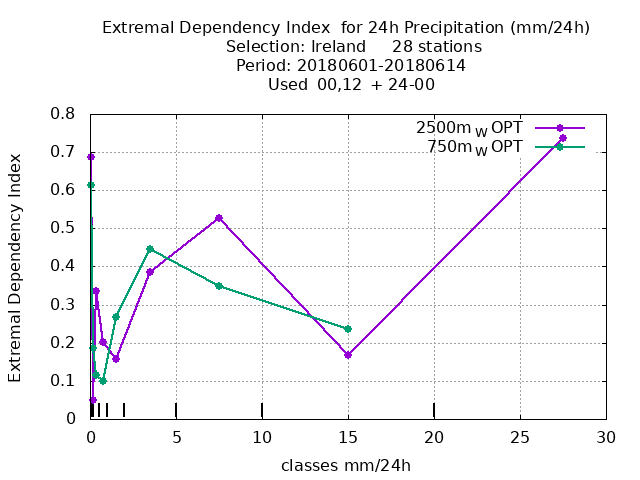 Extremal Dependency Index  for 24h Precipitation (mm/24h)
Selection: Ireland     28 stations
Period: 20180601-20180614
Used  00,12  + 24-00
Extremal Dependency Index
0.8
0.7
0.6
0.5
0.4
0.3
0.2
0.1
0
2500m W OPT
750m W OPT
0 5 10 15 20 25 30
classes mm/24h